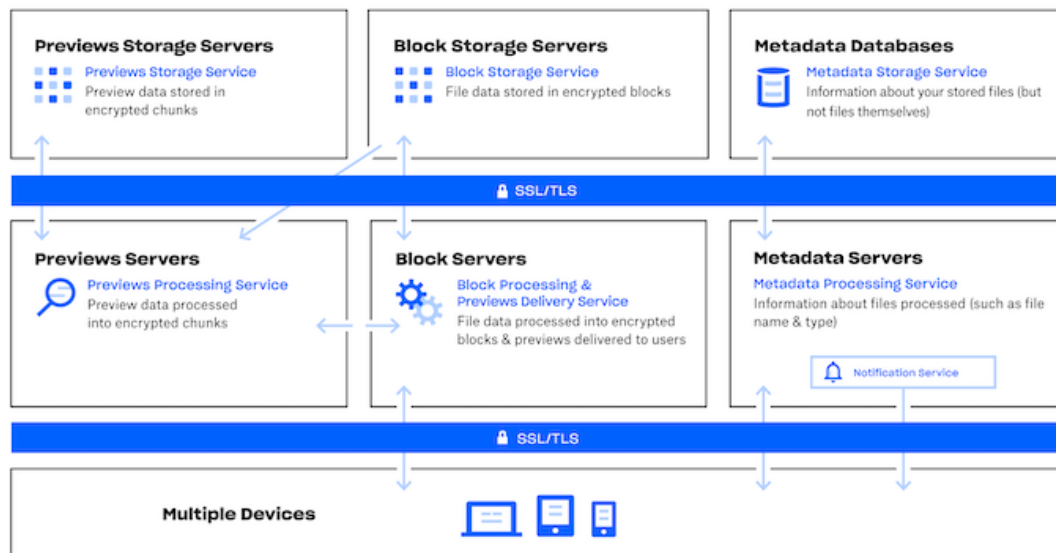 Previews Storage Servers
Previews Storage Service
Preview data stored in
encrypted chunks
Block Storage Servers
Block Storage Service
File data stored in encrypted blocks
Metadata Databases
Metadata Storage Service
Information about your stored files (but
not files themselves)
SSL/TLS
Previews Servers
Previews Processing Service
Preview data processed
into encrypted chunks
Block Servers
Block Processing &
Previews Delivery Service
File data processed into encrypted
blocks & previews delivered to users
Metadata Servers
Metadata Processing Service
Information about files processed (such as file
name & type)
Notification Service
SSL/TLS
Multiple Devices